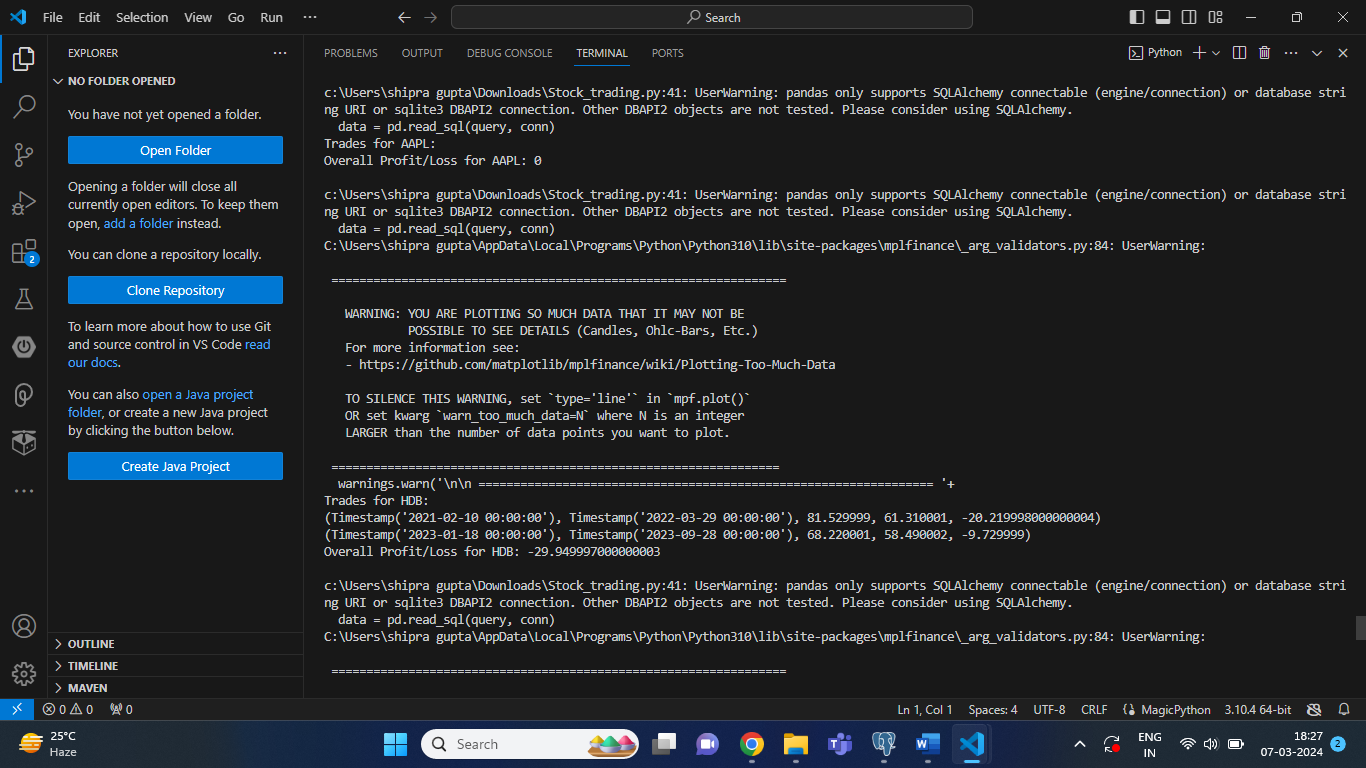 File Edit Selection View Go Run ···
Search
EXPLORER
NO FOLDER OPENED
You have not yet opened a folder.
Open Folder
Opening a folder will close all
currently open editors. To keep them
open, add a folder instead.
You can clone a repository locally.
Clone Repository
To learn more about how to use Git
and source control in VS Code read
our docs.
You can also open a Java project
folder, or create a new Java project
by clicking the button below.
Create Java Project
OUTLINE
TIMELINE
MAVEN
2
PROBLEMS OUTPUT DEBUG CONSOLE TERMINAL PORTS
Python
c:\Users\shipra gupta\Downloads\Stock_trading.py:41: UserWarning: pandas only supports SQLAlchemy connectable (engine/connection) or database stri
ng URI or sqlite3 DBAPI2 connection. Other DBAPI2 objects are not tested. Please consider using SQLAlchemy.
data = pd.read_sql(query, conn)
Trades for AAPL:
Overall Profit/Loss for AAPL: 0
c:\Users\shipra gupta\Downloads\Stock_trading.py:41: UserWarning: pandas only supports SQLAlchemy connectable (engine/connection) or database stri
ng URI or sqlite3 DBAPI2 connection. Other DBAPI2 objects are not tested. Please consider using SQLAlchemy.
data = pd.read_sql(query, conn)
C:\Users\shipra gupta\AppData\Local\Programs\Python\Python310\lib\site-packages\mplfinance\_arg_validators.py:84: UserWarning:
=================================================================
WARNING: YOU ARE PLOTTING SO MUCH DATA THAT IT MAY NOT BE
POSSIBLE TO SEE DETAILS (Candles, Ohlc-Bars, Etc.)
For more information see:
- https://github.com/matplotlib/mplfinance/wiki/Plotting-Too-Much-Data
TO SILENCE THIS WARNING, set `type='line'` in `mpf.plot()`
OR set kwarg `warn_too_much_data=N` where N is an integer
LARGER than the number of data points you want to plot.
================================================================
warnings.warn('\n\n ================================================================= '+
Trades for HDB:
(Timestamp('2021-02-10 00:00:00'), Timestamp('2022-03-29 00:00:00'), 81.529999, 61.310001, -20.219998000000004)
(Timestamp('2023-01-18 00:00:00'), Timestamp('2023-09-28 00:00:00'), 68.220001, 58.490002, -9.729999)
Overall Profit/Loss for HDB: -29.949997000000003
c:\Users\shipra gupta\Downloads\Stock_trading.py:41: UserWarning: pandas only supports SQLAlchemy connectable (engine/connection) or database stri
ng URI or sqlite3 DBAPI2 connection. Other DBAPI2 objects are not tested. Please consider using SQLAlchemy.
data = pd.read_sql(query, conn)
C:\Users\shipra gupta\AppData\Local\Programs\Python\Python310\lib\site-packages\mplfinance\_arg_validators.py:84: UserWarning:
=================================================================
0 0 0
Ln 1, Col 1 Spaces: 4 UTF-8 CRLF MagicPython 3.10.4 64-bit
25°C
Haze
Search
ENG
IN
18:27
07-03-2024
2